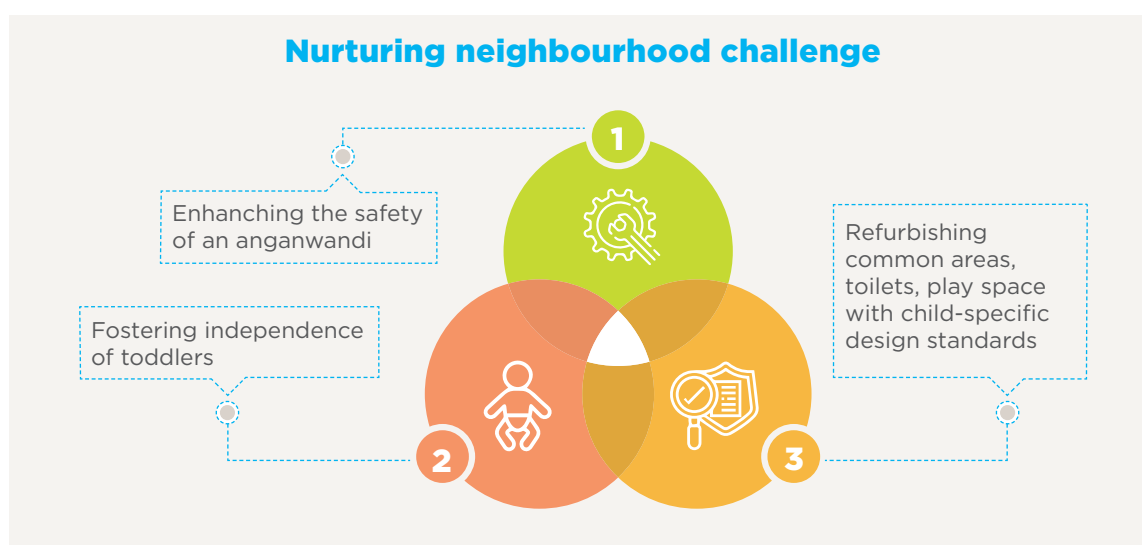 Nurturing neighbourhood challenge
1
Enhanching the safety
of an anganwandi
Fostering independence
of toddlers
2
Refurbishing
common areas,
toilets, play space
with child-specific
design standards
3